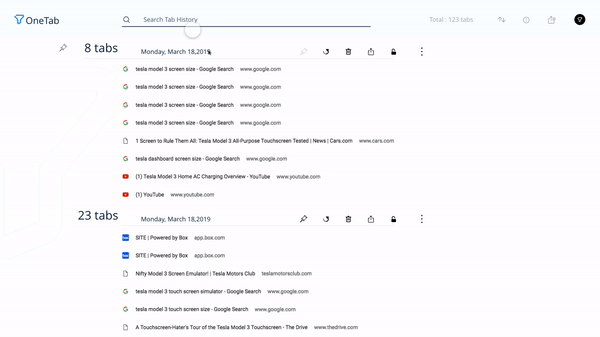 OneTab
Search Tab History
Total : 123 tabs
8 tabs
Monday, March 18,2019
tesla model 3 screen size - Google Search www.google.com
tesla model 3 screen size - Google Search www.google.com
tesla model 3 screen size - Google Search www.google.com
tesla model 3 screen size - Google Search www.google.com
1 Screen to Rule Them All: Tesla Model 3 All-Purpose Touchscreen Tested | News | Cars.com www.cars.com
tesla dashboard screen size - Google Search www.google.com
(1) Tesla Model 3 Home AC Charging Overview - YouTube www.youtube.com
(1) YouTube www.youtube.com
23 tabs
Monday, March 18,2019
SITE | Powered by Box app.box.com
SITE | Powered by Box app.box.com
Nifty Model 3 Screen Emulator! | Tesla Motors Club teslamotorsclub.com
tesla model 3 touch screen simulator - Google Search www.google.com
tesla model 3 touch screen size - Google Search www.google.com
A Touchscreen-Hater's Tour of the Tesla Model 3 Touchscreen - The Drive www.thedrive.com